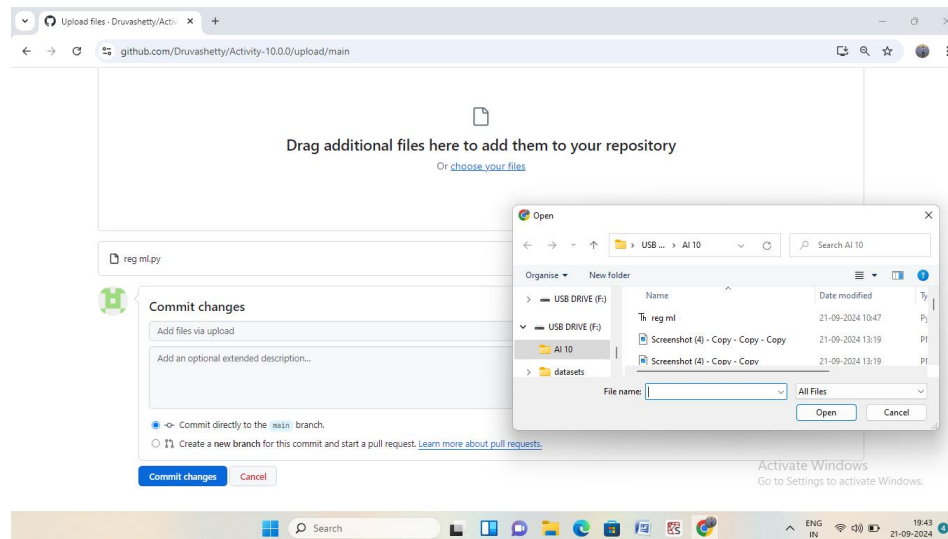 Upload files · Druvashetty/Activ
github.com/Druvashetty/Activity-10.0.0/upload/main
Drag additional files here to add them to your repository
Or choose your files
reg ml.py
Commit changes
Add files via upload
Add an optional extended description...
Commit directly to the main branch.
Create a new branch for this commit and start a pull request. Learn more about pull requests.
Commit changes Cancel
Open
USB ... › AI 10
Search AI 10
Organise New folder
USB DRIVE (F:)
USB DRIVE (F:)
AI 10
datasets
Name Date modified Ty
reg ml 21-09-2024 10:47 Py
Screenshot (4) - Copy - Copy - Copy 21-09-2024 13:19 PN
Screenshot (4) - Copy - Copy 21-09-2024 13:19
File name: All Files
Open Cancel
Activate Windows
Go to Settings to activate Windows.
Search
ENG
IN
19:43
21-09-2024